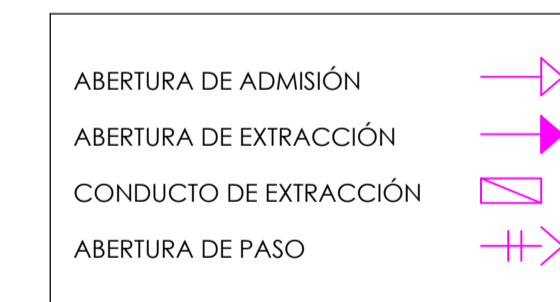 ABERTURA DE ADMISIÓN
ABERTURA DE EXTRACCIÓN
CONDUCTO DE EXTRACCIÓN
ABERTURA DE PASO